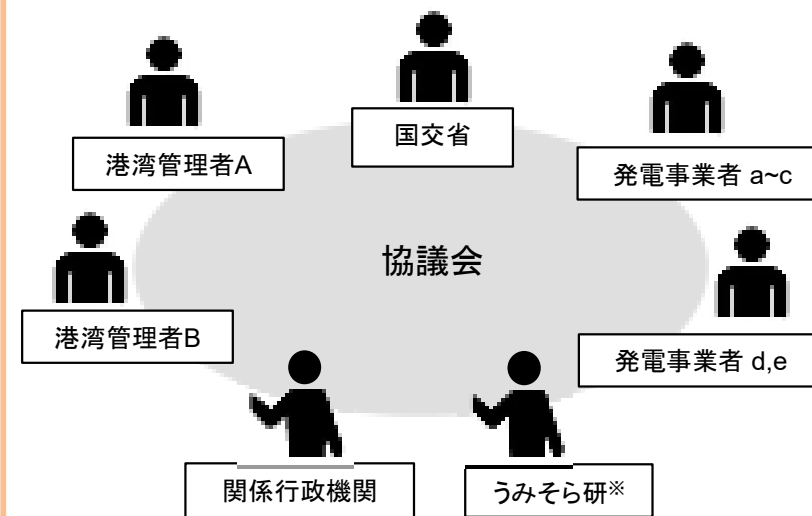 国交省
港湾管理者A
発電事業者 a~c
協議会
港湾管理者B
発電事業者 d,e
関係行政機関
うみそら研※